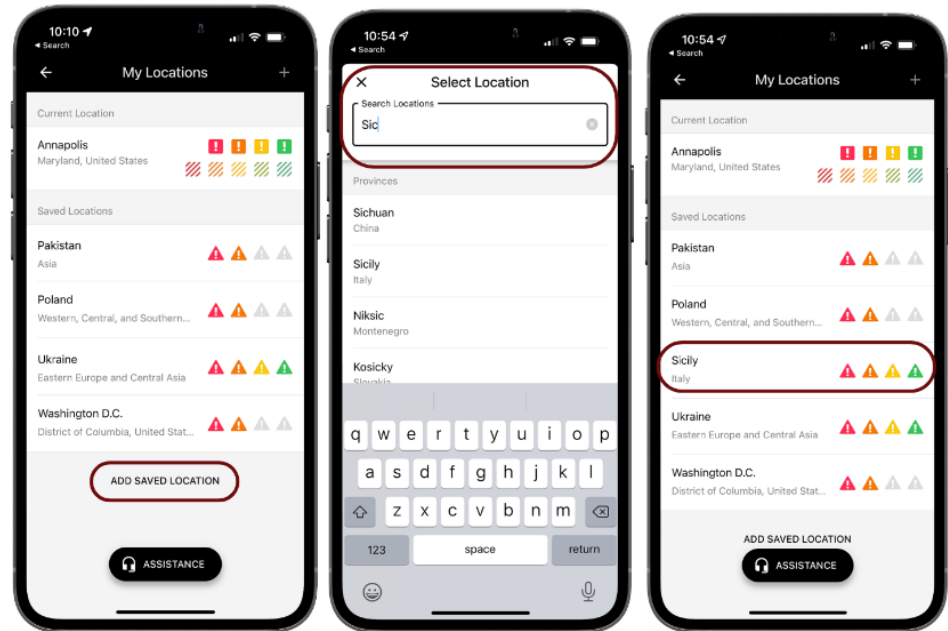 10:10
Search
My Locations
Current Location
Annapolis
Maryland, United States
Saved Locations
Pakistan
Asia
Poland
Western, Central, and Southern...
Ukraine
Eastern Europe and Central Asia
Washington D.C.
District of Columbia, United Stat...
ADD SAVED LOCATION
ASSISTANCE
10:54
Search
Select Location
Search Locations
Sic
Provinces
Sichuan
China
Sicily
Italy
Niksic
Montenegro
Kosicky
Slovakia
q w e r t y u i o p
a s d f g h j k l
z x c v b n m
123 space return
10:54
Search
My Locations
Current Location
Annapolis
Maryland, United States
Saved Locations
Pakistan
Asia
Poland
Western, Central, and Southern...
Sicily
Italy
Ukraine
Eastern Europe and Central Asia
Washington D.C.
District of Columbia, United Stat...
ADD SAVED LOCATION
ASSISTANCE